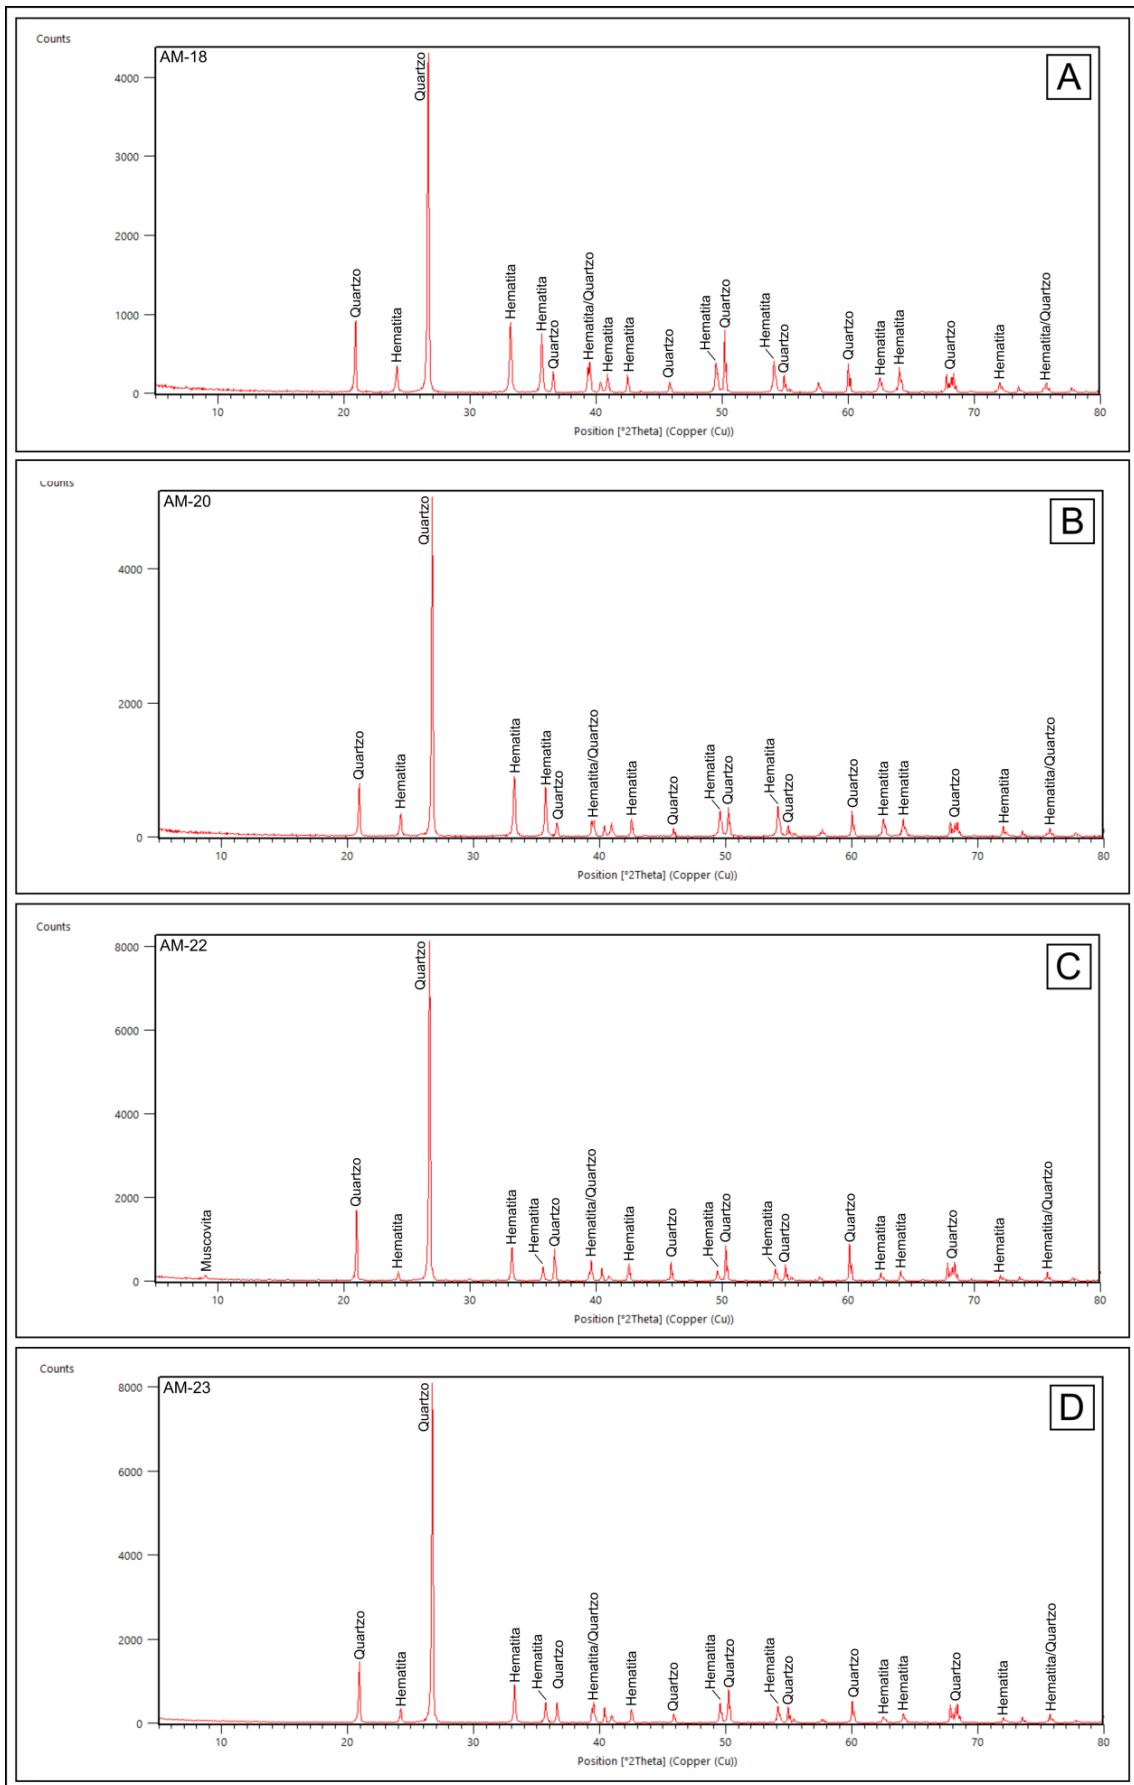 Counts
AM-18
A
4000
3000
2000
1000
0
Quartzo
Hematita
Quartzo
Hematita
Hematita
Quartzo
Hematita/Quartzo
Hematita
Hematita
Quartzo
Hematita
Quartzo
Hematita
Quartzo
Quartzo
Hematita
Hematita
Quartzo
Hematita
Hematita/Quartzo
10 20 30 40 50 60 70 80
Position [°2Theta] (Copper (Cu))
Counts
AM-20
B
4000
2000
0
Quartzo
Hematita
Quartzo
Hematita
Hematita
Quartzo
Hematita/Quartzo
Hematita
Quartzo
Hematita
Quartzo
Hematita
Quartzo
Quartzo
Hematita
Hematita
Quartzo
Hematita
Hematita/Quartzo
10 20 30 40 50 60 70 80
Position [°2Theta] (Copper (Cu))
Counts
AM-22
C
8000
6000
4000
2000
0
Muscovita
Quartzo
Hematita
Quartzo
Hematita
Hematita
Quartzo
Hematita/Quartzo
Hematita
Quartzo
Hematita
Quartzo
Hematita
Quartzo
Quartzo
Hematita
Hematita
Quartzo
Hematita
Hematita/Quartzo
10 20 30 40 50 60 70 80
Position [°2Theta] (Copper (Cu))
Counts
AM-23
D
8000
6000
4000
2000
0
Quartzo
Hematita
Quartzo
Hematita
Hematita
Quartzo
Hematita/Quartzo
Hematita
Quartzo
Hematita
Quartzo
Hematita
Quartzo
Quartzo
Hematita
Hematita
Quartzo
Hematita
Hematita/Quartzo
10 20 30 40 50 60 70 80
Position [°2Theta] (Copper (Cu))